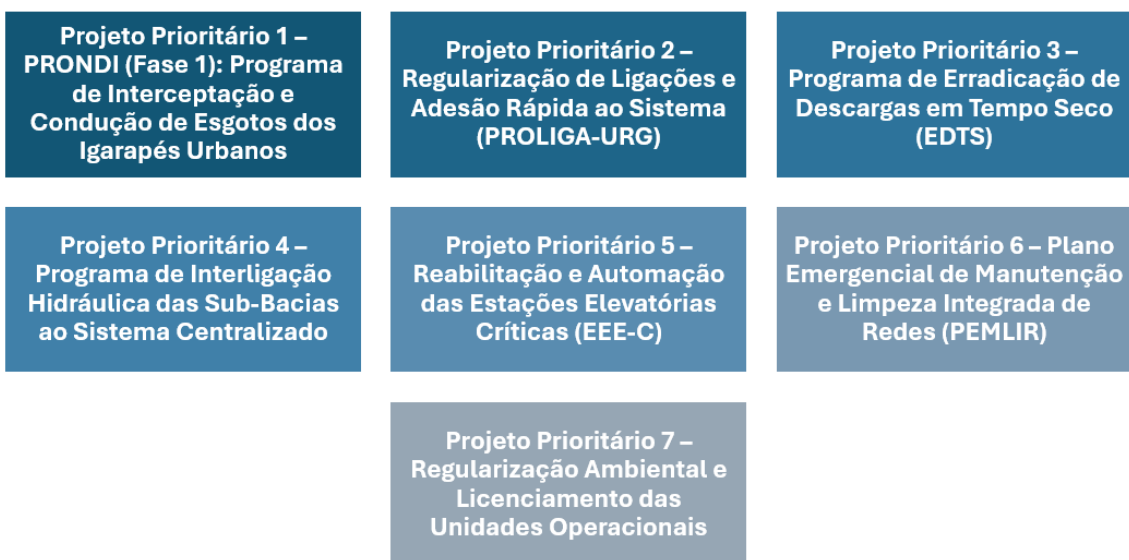 Projeto Prioritário 1 –
PRONDI (Fase 1): Programa
de Interceptação e
Condução de Esgotos dos
Igarapés Urbanos
Projeto Prioritário 2 –
Regularização de Ligações e
Adesão Rápida ao Sistema
(PROLIGA-URG)
Projeto Prioritário 3 –
Programa de Erradicação de
Descargas em Tempo Seco
(EDTS)
Projeto Prioritário 4 –
Programa de Interligação
Hidráulica das Sub-Bacias
ao Sistema Centralizado
Projeto Prioritário 5 –
Reabilitação e Automação
das Estações Elevatórias
Críticas (EEE-C)
Projeto Prioritário 6 – Plano
Emergencial de Manutenção
e Limpeza Integrada de
Redes (PEMLIR)
Projeto Prioritário 7 –
Regularização Ambiental e
Licenciamento das
Unidades Operacionais